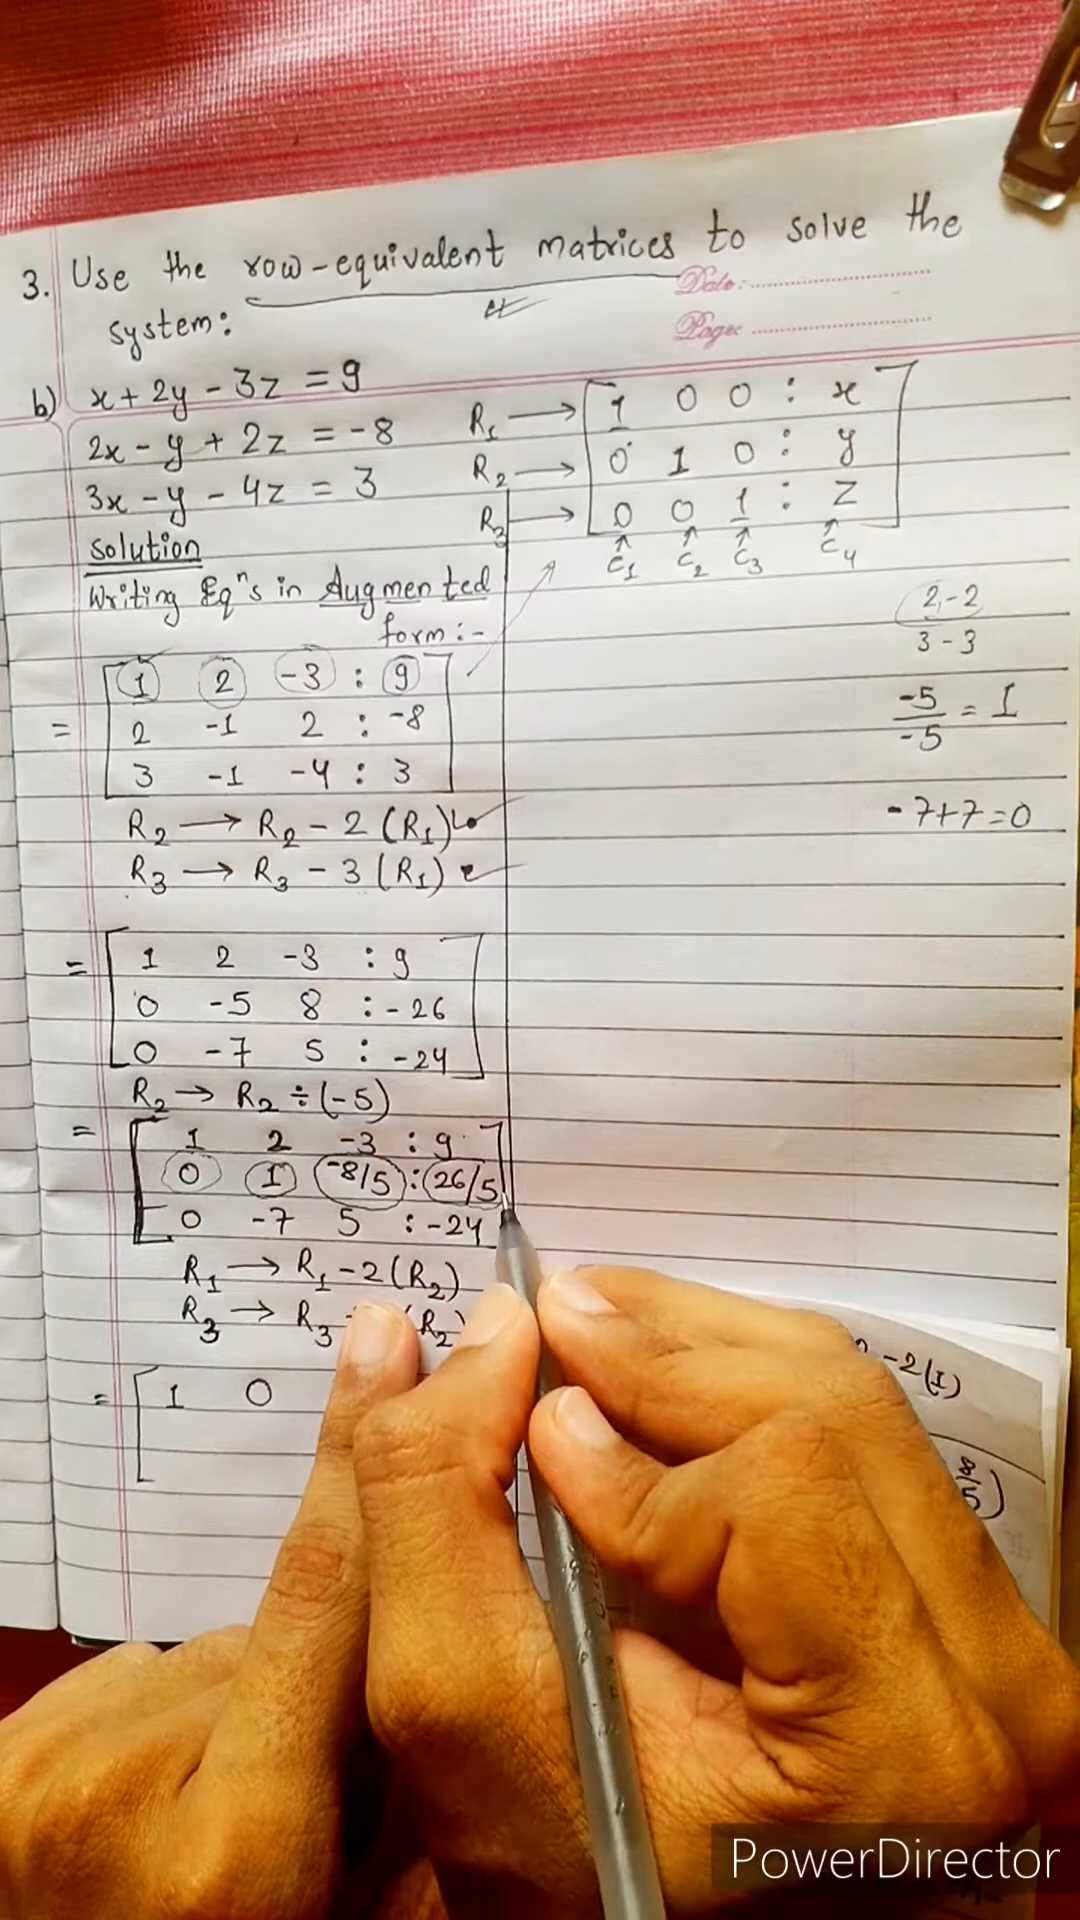 3. Use the row-equivalent matrices to solve the
Date:
system:
Page:
b) x + 2y - 3z = 9
2x - y + 2z = -8
3x - y - 4z = 3
R₁ → [ 1 0 0 : x ]
R₂ → 0 1 0 : y
R₃ → 0 0 1 : z
↑C₁ ↑C₂ ↑C₃ ↑C₄
Solution
Writing Eqⁿ's in Augmented
form:-
2,-2
3-3
-5/-5 = 1
-7+7=0
[ 1 2 -3 : 9 ]
= 2 -1 2 : -8
3 -1 -4 : 3
R₂ → R₂ - 2 (R₁)
R₃ → R₃ - 3 (R₁)
= [ 1 2 -3 : 9 ]
0 -5 8 : -26
0 -7 5 : -24
R₂ → R₂ ÷ (-5)
= [ 1 2 -3 : 9 ]
0 1 -8/5 : 26/5
0 -7 5 : -24
R₁ → R₁ - 2(R₂)
R₃ → R₃ (R₂)
= [ 1 0
-2(1)
PowerDirector